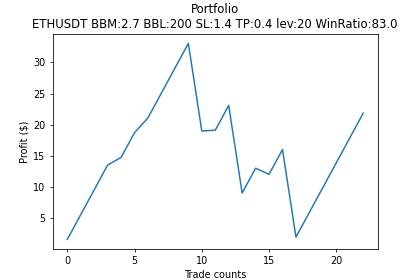 Portfolio
ETHUSDT BBM:2.7 BBL:200 SL:1.4 TP:0.4 lev:20 WinRatio:83.0
Profit ($)
30
25
20
15
10
5
0 5 10 15 20
Trade counts